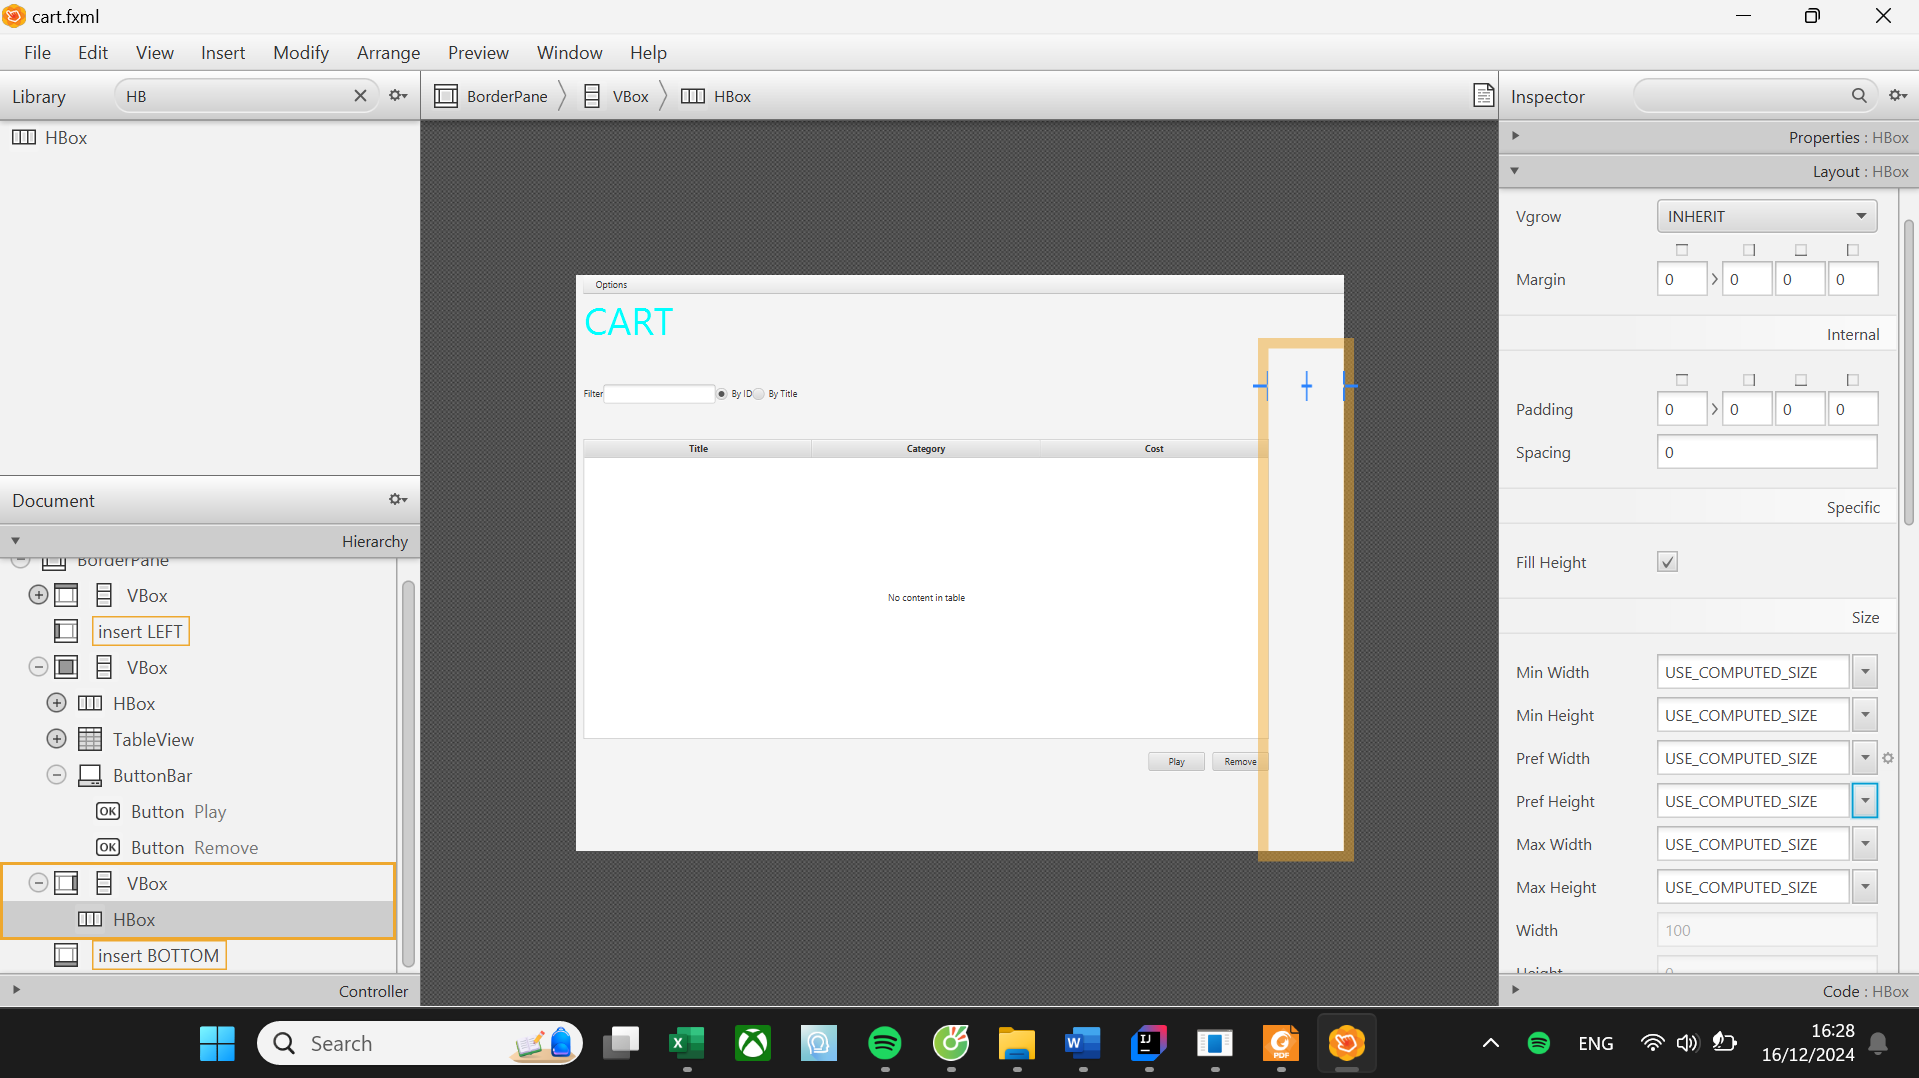 cart.fxml
File Edit View Insert Modify Arrange Preview Window Help
Library HB
HBox
BorderPane VBox HBox
Inspector
Properties : HBox
Layout : HBox
Vgrow INHERIT
Margin 0 0 0 0
Internal
Padding 0 0 0 0
Spacing 0
Specific
Fill Height
Size
Min Width USE_COMPUTED_SIZE
Min Height USE_COMPUTED_SIZE
Pref Width USE_COMPUTED_SIZE
Pref Height USE_COMPUTED_SIZE
Max Width USE_COMPUTED_SIZE
Max Height USE_COMPUTED_SIZE
Width 100
Height 0
Code : HBox
Options
CART
Filter By ID By Title
Title Category Cost
No content in table
Play Remove
Document
Hierarchy
BorderPane
VBox
insert LEFT
VBox
HBox
TableView
ButtonBar
OK Button Play
OK Button Remove
VBox
HBox
insert BOTTOM
Controller
Search
PDF
ENG
16:28
16/12/2024